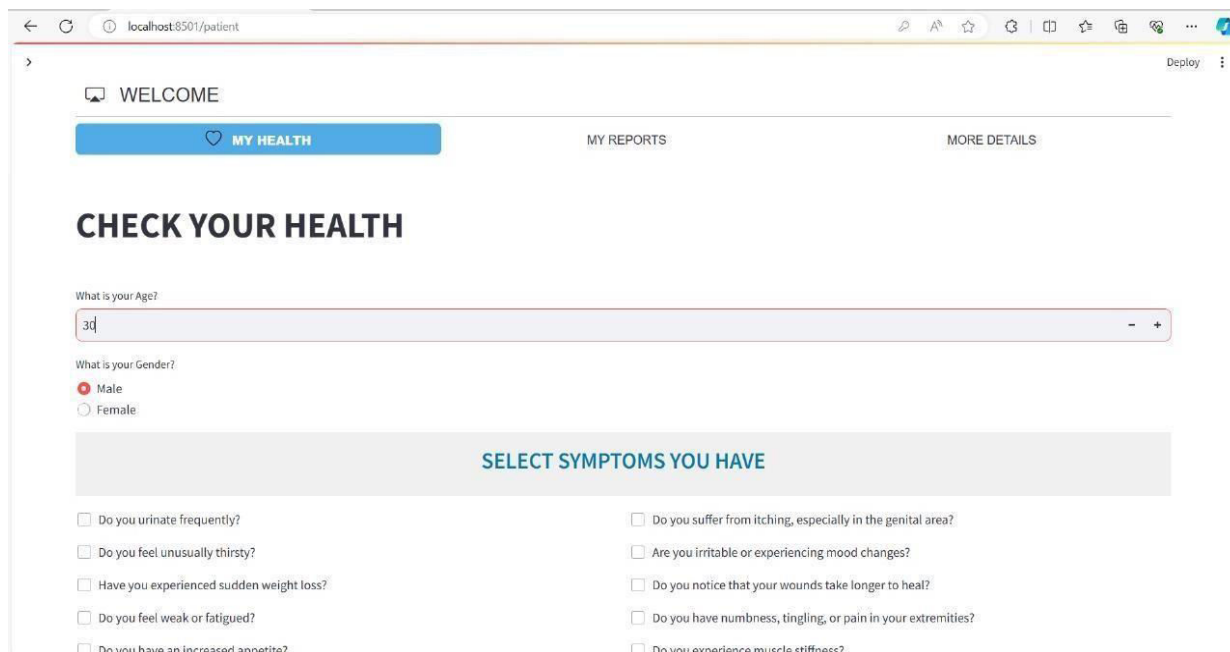 localhost:8501/patient
Deploy
WELCOME
MY HEALTH
MY REPORTS
MORE DETAILS
CHECK YOUR HEALTH
What is your Age?
30
What is your Gender?
Male
Female
SELECT SYMPTOMS YOU HAVE
Do you urinate frequently?
Do you suffer from itching, especially in the genital area?
Do you feel unusually thirsty?
Are you irritable or experiencing mood changes?
Have you experienced sudden weight loss?
Do you notice that your wounds take longer to heal?
Do you feel weak or fatigued?
Do you have numbness, tingling, or pain in your extremities?
Do you have an increased appetite?
Do you experience muscle stiffness?